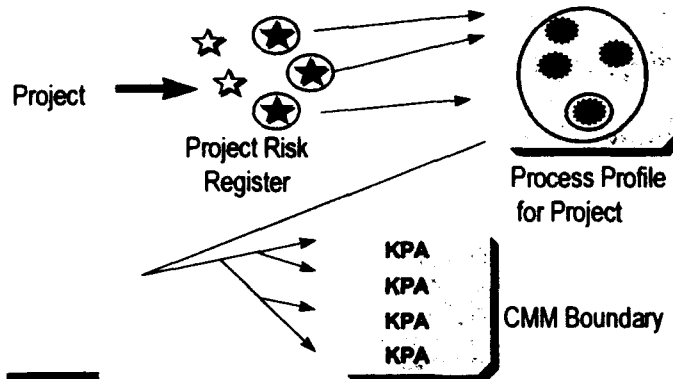 Project
Project Risk
Register
Process Profile
for Project
KPA
KPA
KPA
KPA
CMM Boundary